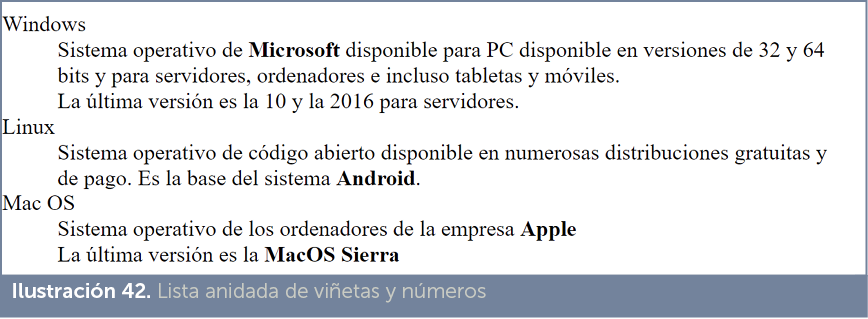 Windows
Sistema operativo de Microsoft disponible para PC disponible en versiones de 32 y 64
bits y para servidores, ordenadores e incluso tabletas y móviles.
La última versión es la 10 y la 2016 para servidores.
Linux
Sistema operativo de código abierto disponible en numerosas distribuciones gratuitas y
de pago. Es la base del sistema Android.
Mac OS
Sistema operativo de los ordenadores de la empresa Apple
La última versión es la MacOS Sierra
Ilustración 42. Lista anidada de viñetas y números